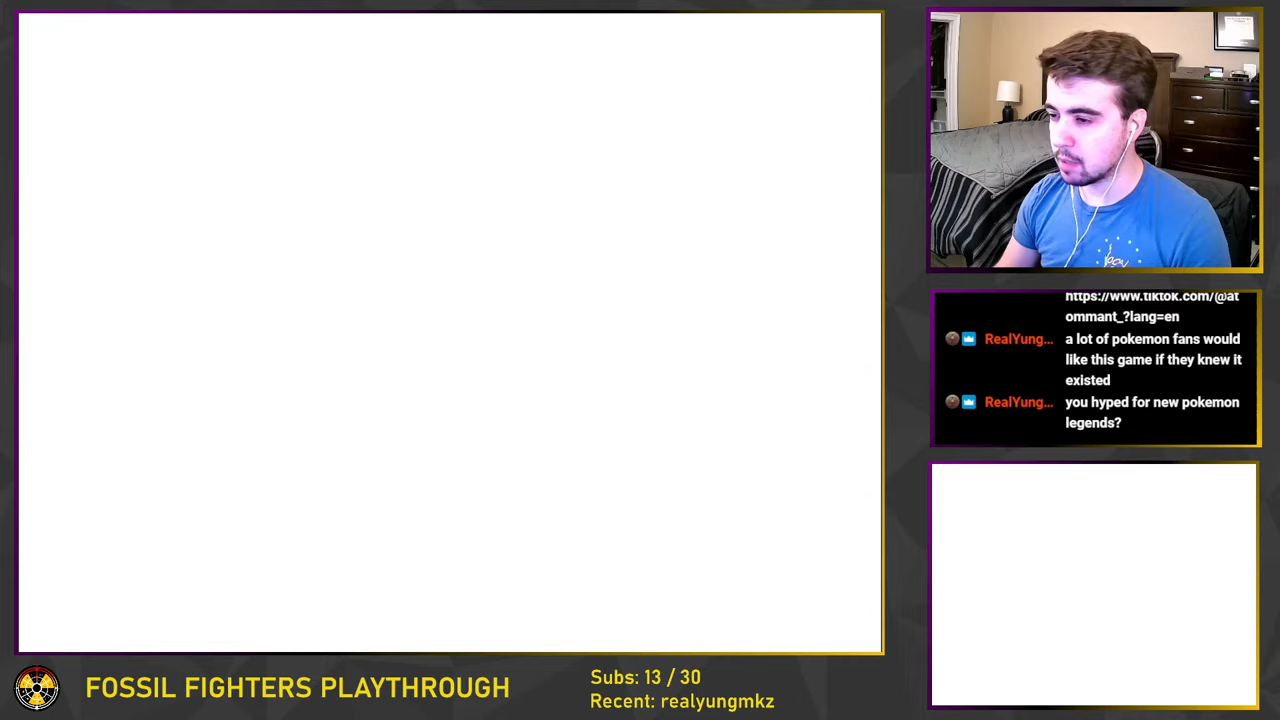 https://www.tiktok.com/@at
ommant_?lang=en
RealYung... a lot of pokemon fans would
like this game if they knew it
existed
RealYung... you hyped for new pokemon
legends?
FOSSIL FIGHTERS PLAYTHROUGH
Subs: 13 / 30
Recent: realyungmkz